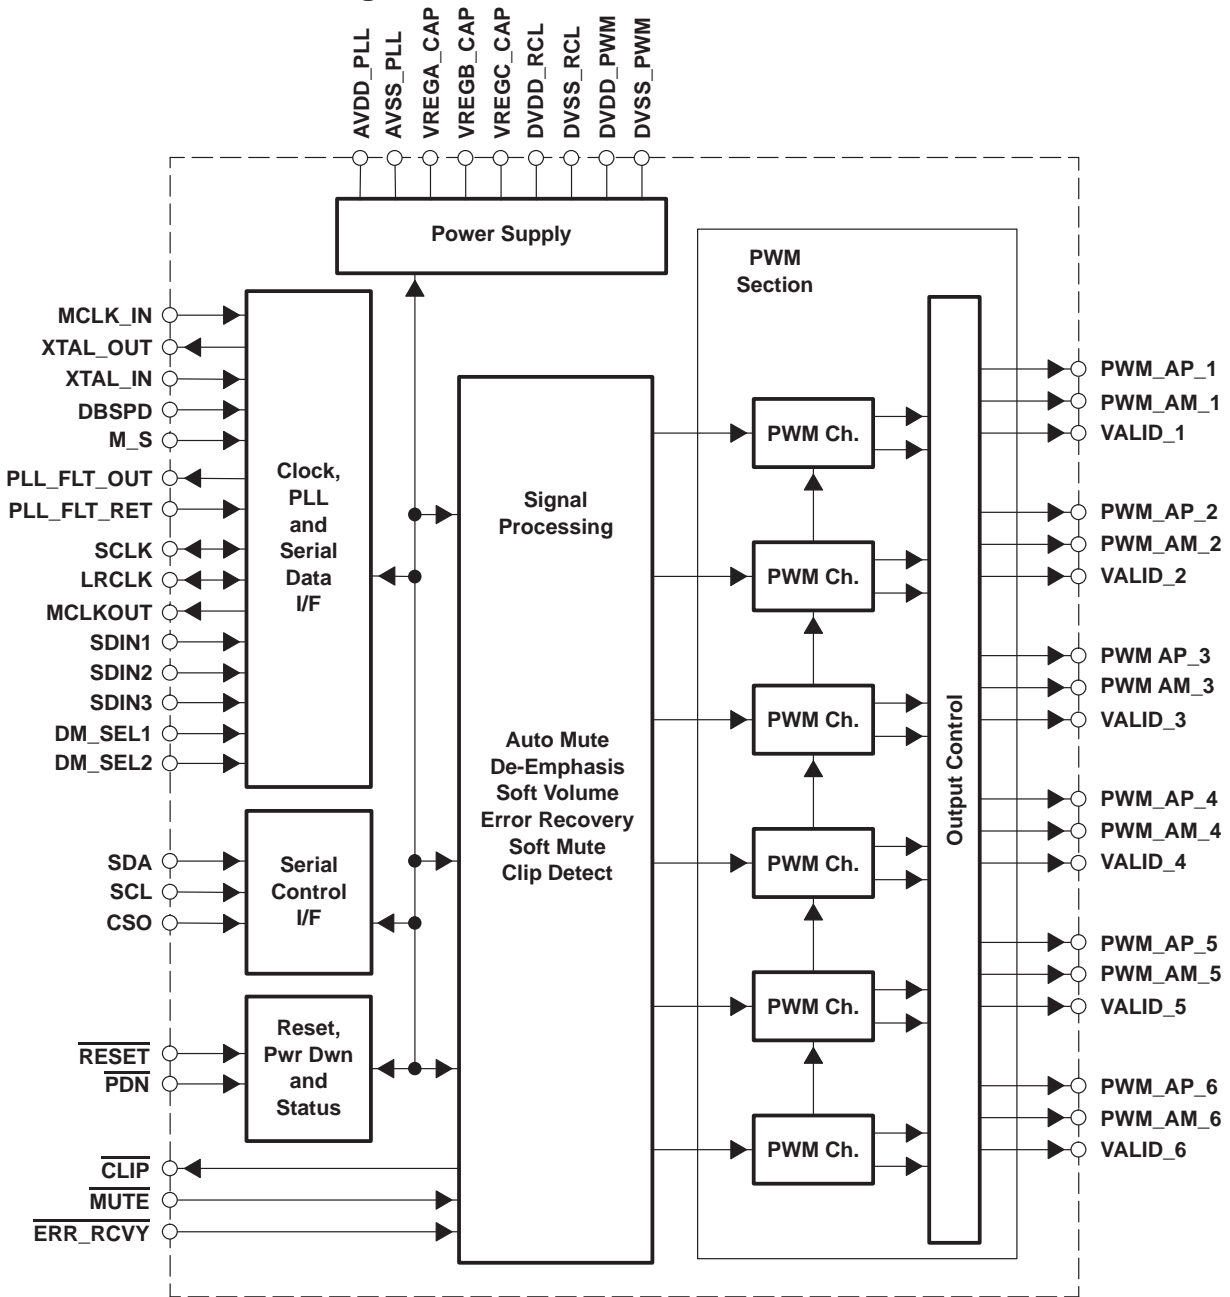 AVDD_PLL
AVSS_PLL
VREGA_CAP
VREGB_CAP
VREGC_CAP
DVDD_RCL
DVSS_RCL
DVDD_PWM
DVSS_PWM
Power Supply
PWM
Section
MCLK_IN
XTAL_OUT
XTAL_IN
DBSPD
M_S
PLL_FLT_OUT
PLL_FLT_RET
SCLK
LRCLK
MCLKOUT
SDIN1
SDIN2
SDIN3
DM_SEL1
DM_SEL2
Clock,
PLL
and
Serial
Data
I/F
SDA
SCL
CSO
Serial
Control
I/F
RESET
PDN
Reset,
Pwr Dwn
and
Status
CLIP
MUTE
ERR_RCVY
Signal
Processing
Auto Mute
De-Emphasis
Soft Volume
Error Recovery
Soft Mute
Clip Detect
PWM Ch.
PWM Ch.
PWM Ch.
PWM Ch.
PWM Ch.
PWM Ch.
Output Control
PWM_AP_1
PWM_AM_1
VALID_1
PWM_AP_2
PWM_AM_2
VALID_2
PWM AP_3
PWM AM_3
VALID_3
PWM_AP_4
PWM_AM_4
VALID_4
PWM_AP_5
PWM_AM_5
VALID_5
PWM_AP_6
PWM_AM_6
VALID_6